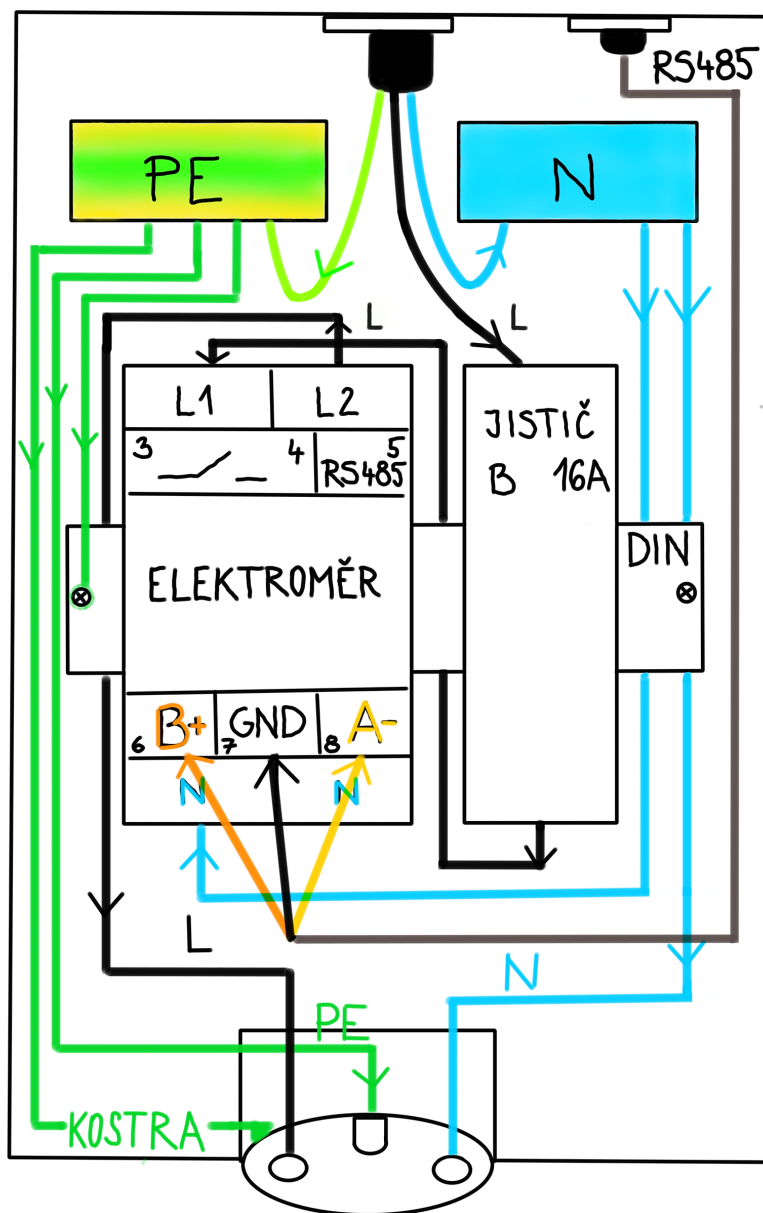 RS485
PE
N
L
L
L1
L2
3
4
5
RS485
JISTIČ
B 16A
ELEKTROMĚR
DIN
6
B+
7
GND
8
A-
N
N
L
N
PE
KOSTRA